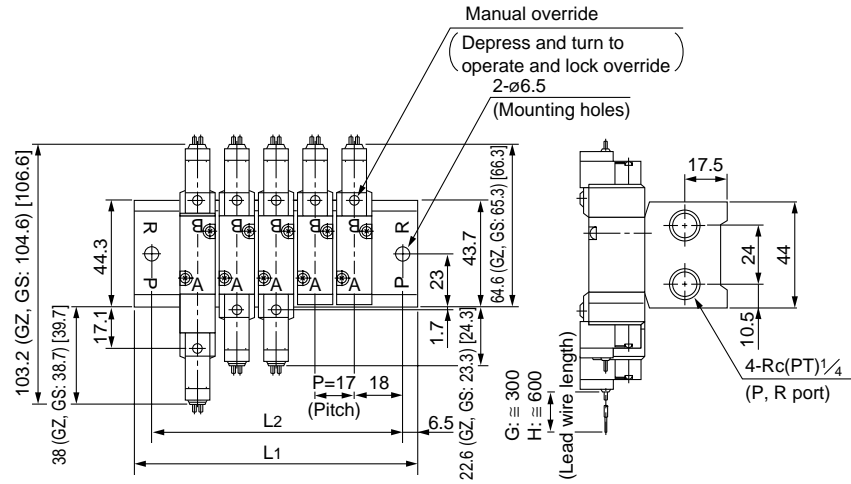 Manual override
(Depress and turn to
operate and lock override)
2-ø6.5
(Mounting holes)
103.2 (GZ, GS: 104.6) [106.6]
38 (GZ, GS: 38.7) [39.7]
44.3
17.1
R
P
B
A
B
A
B
A
B
A
B
A
R
P
23
43.7
1.7
64.6 (GZ, GS: 65.3) [66.3]
22.6 (GZ, GS: 23.3) [24.3]
P=17
(Pitch)
18
6.5
L2
L1
17.5
24
44
10.5
4-Rc(PT)1/4
(P, R port)
G: ≅ 300
H: ≅ 600
(Lead wire length)